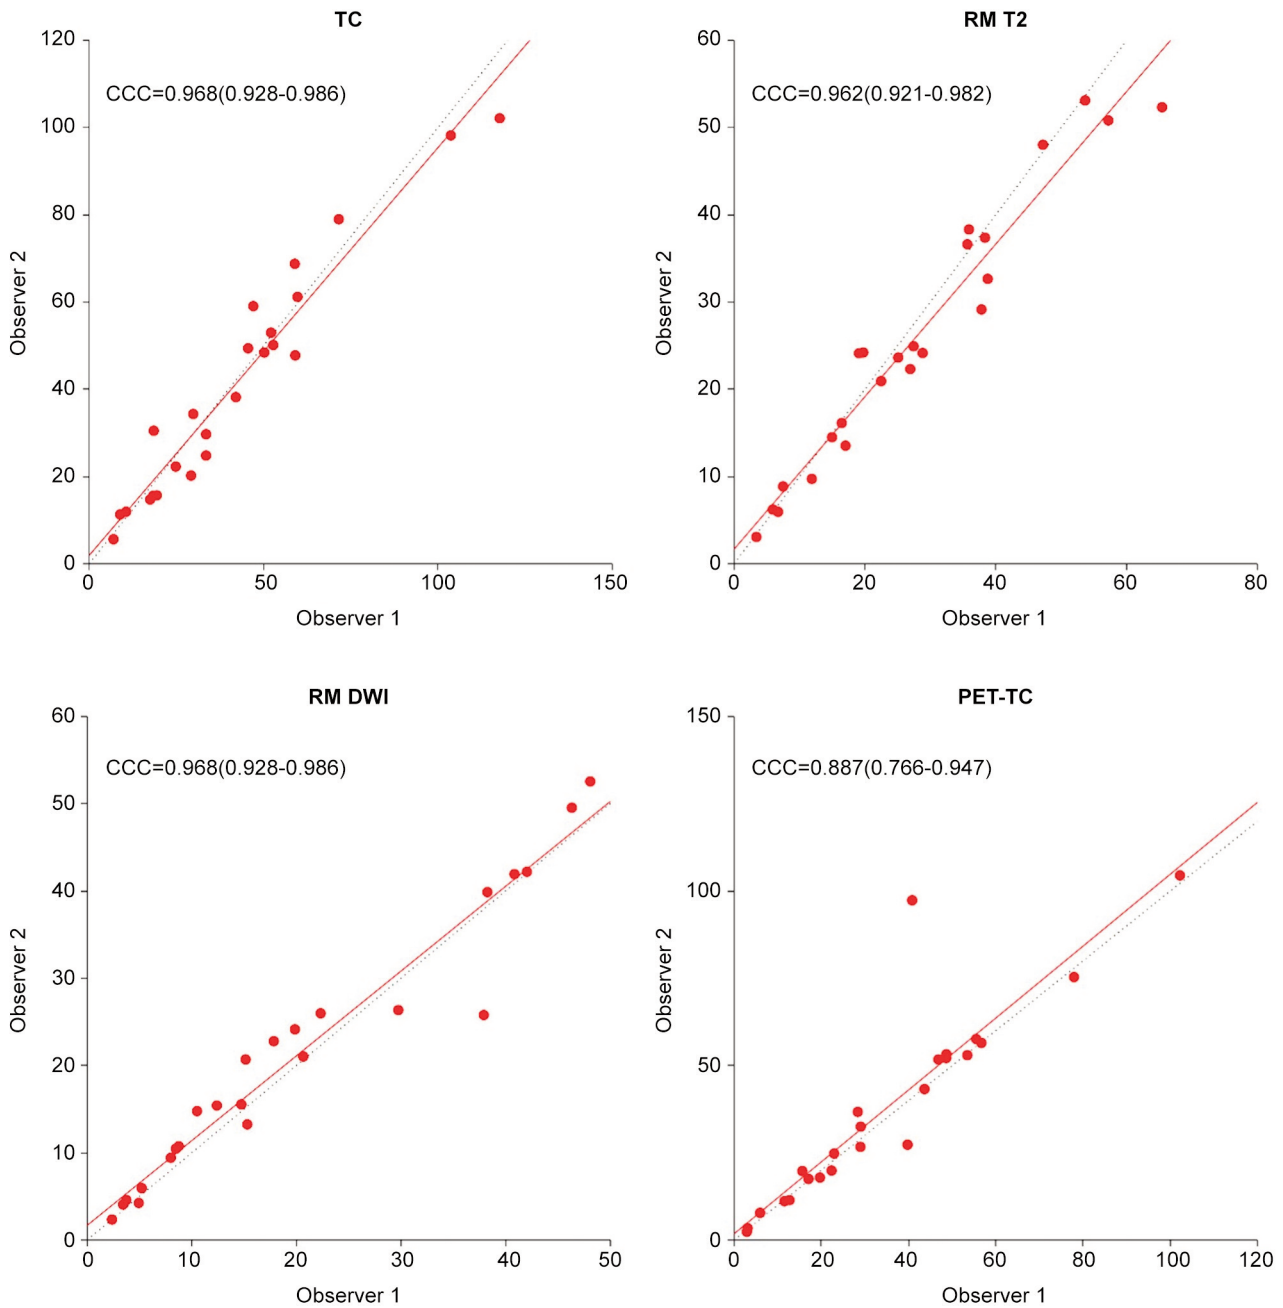 TC
120
CCC=0.968(0.928-0.986)
100
80
60
40
20
0
Observer 2
0 50 100 150
Observer 1
RM T2
60
CCC=0.962(0.921-0.982)
50
40
30
20
10
0
Observer 2
0 20 40 60 80
Observer 1
RM DWI
60
CCC=0.968(0.928-0.986)
50
40
30
20
10
0
Observer 2
0 10 20 30 40 50
Observer 1
PET-TC
150
CCC=0.887(0.766-0.947)
100
50
0
Observer 2
0 20 40 60 80 100 120
Observer 1